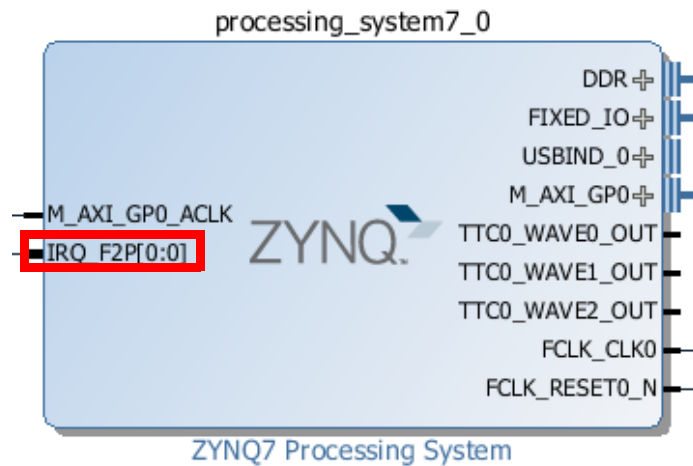 processing_system7_0
DDR
FIXED_IO
USBIND_0
M_AXI_GP0
M_AXI_GP0_ACLK
TTC0_WAVE0_OUT
IRQ_F2P[0:0]
ZYNQ
TTC0_WAVE1_OUT
TTC0_WAVE2_OUT
FCLK_CLK0
FCLK_RESET0_N
ZYNQ7 Processing System